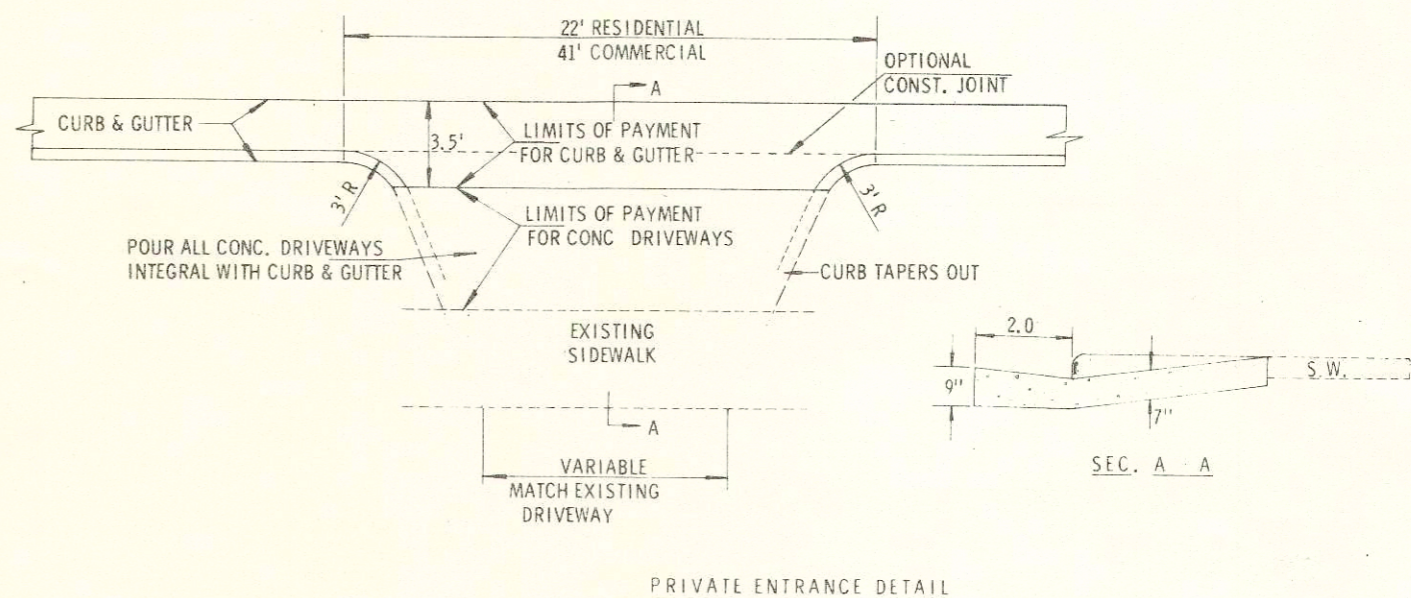 22' RESIDENTIAL
41' COMMERCIAL
OPTIONAL
CONST. JOINT
A
CURB & GUTTER
3.5'
LIMITS OF PAYMENT
FOR CURB & GUTTER
3' R
3' R
LIMITS OF PAYMENT
FOR CONC DRIVEWAYS
POUR ALL CONC. DRIVEWAYS
INTEGRAL WITH CURB & GUTTER
CURB TAPERS OUT
EXISTING
SIDEWALK
2.0
S.W.
9"
7"
A
SEC. A A
VARIABLE
MATCH EXISTING
DRIVEWAY
PRIVATE ENTRANCE DETAIL